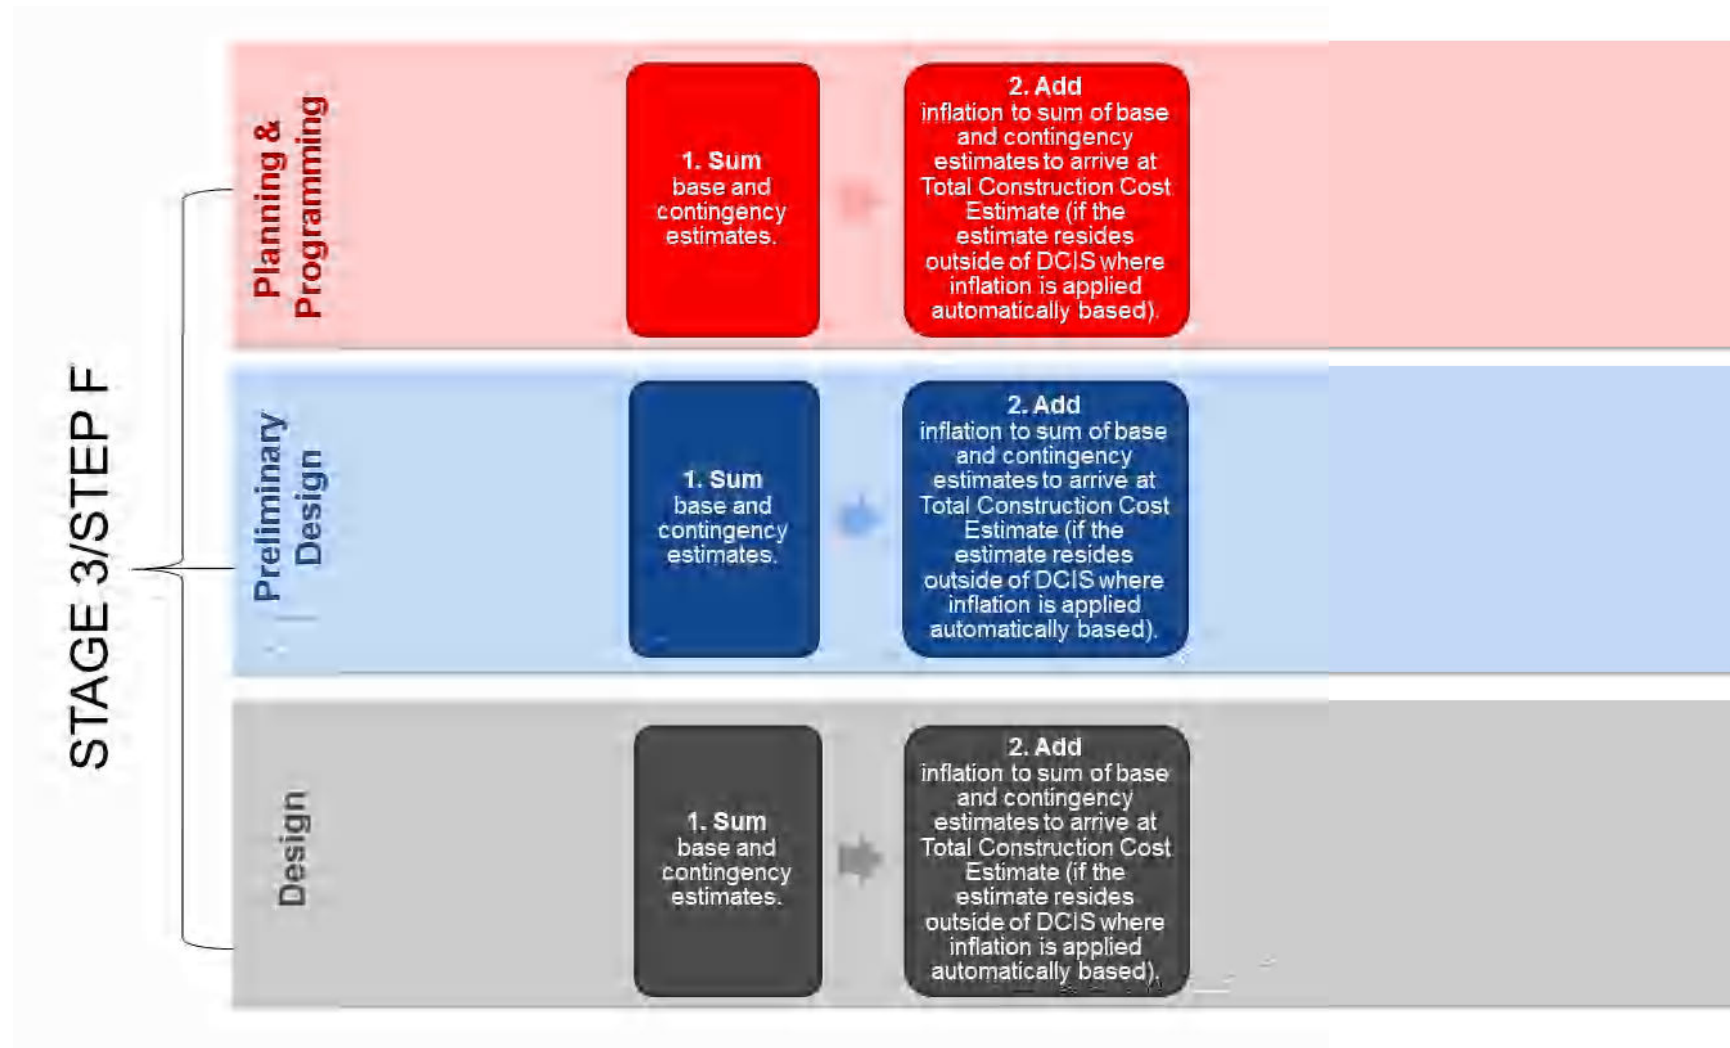 STAGE 3/STEP F
Planning &
Programming
1. Sum
base and
contingency
estimates.
2. Add
inflation to sum of base
and contingency
estimates to arrive at
Total Construction Cost
Estimate (if the
estimate resides
outside of DCIS where
inflation is applied
automatically based).
Preliminary
Design
1. Sum
base and
contingency
estimates.
2. Add
inflation to sum of base
and contingency
estimates to arrive at
Total Construction Cost
Estimate (if the
estimate resides
outside of DCIS where
inflation is applied
automatically based).
Design
1. Sum
base and
contingency
estimates.
2. Add
inflation to sum of base
and contingency
estimates to arrive at
Total Construction Cost
Estimate (if the
estimate resides
outside of DCIS where
inflation is applied
automatically based).